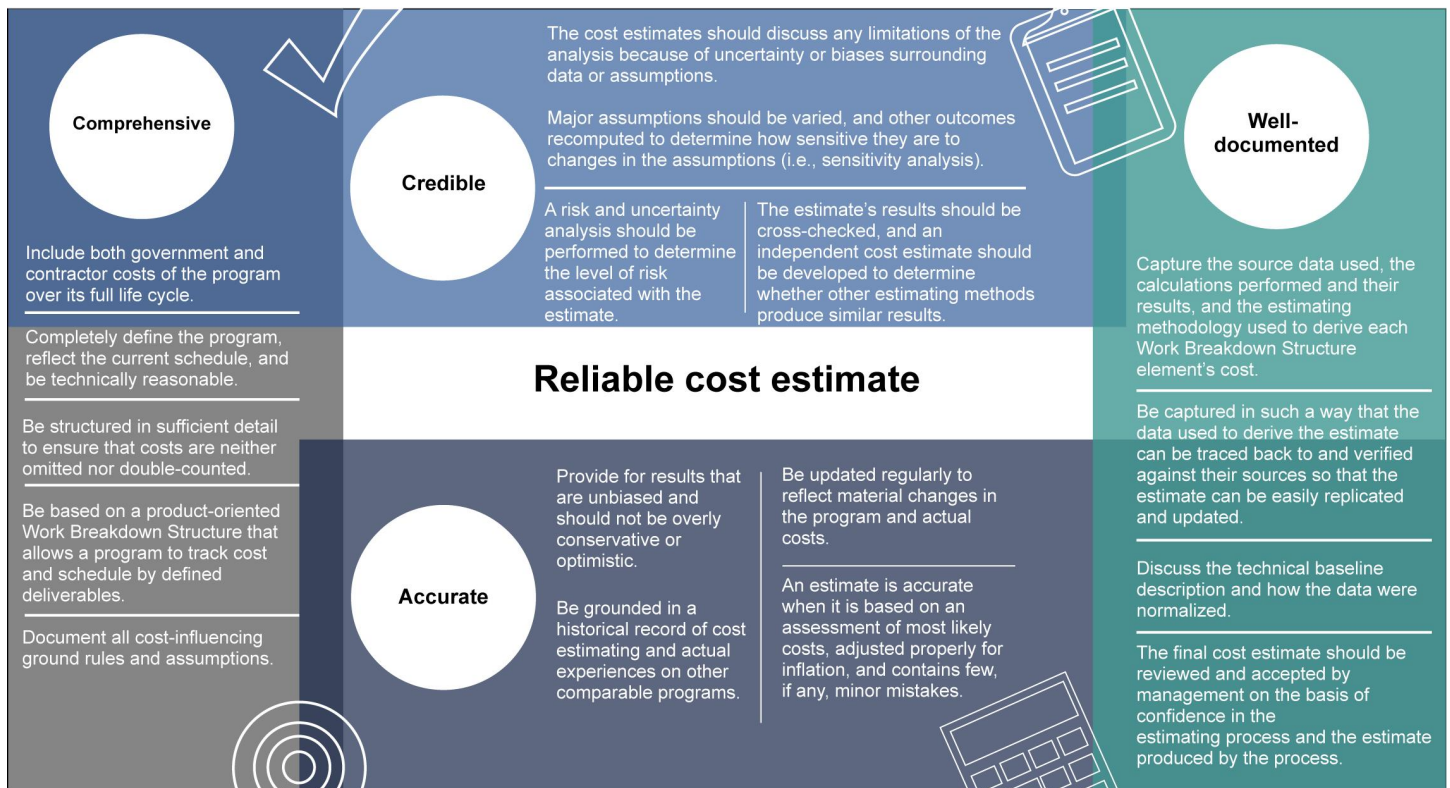 Comprehensive
Include both government and
contractor costs of the program
over its full life cycle.
Completely define the program,
reflect the current schedule, and
be technically reasonable.
Be structured in sufficient detail
to ensure that costs are neither
omitted nor double-counted.
Be based on a product-oriented
Work Breakdown Structure that
allows a program to track cost
and schedule by defined
deliverables.
Document all cost-influencing
ground rules and assumptions.
Credible
The cost estimates should discuss any limitations of the
analysis because of uncertainty or biases surrounding
data or assumptions.
Major assumptions should be varied, and other outcomes
recomputed to determine how sensitive they are to
changes in the assumptions (i.e., sensitivity analysis).
A risk and uncertainty
analysis should be
performed to determine
the level of risk
associated with the
estimate.
The estimate’s results should be
cross-checked, and an
independent cost estimate should
be developed to determine
whether other estimating methods
produce similar results.
Reliable cost estimate
Accurate
Provide for results that
are unbiased and
should not be overly
conservative or
optimistic.
Be grounded in a
historical record of cost
estimating and actual
experiences on other
comparable programs.
Be updated regularly to
reflect material changes in
the program and actual
costs.
An estimate is accurate
when it is based on an
assessment of most likely
costs, adjusted properly for
inflation, and contains few,
if any, minor mistakes.
Well-
documented
Capture the source data used, the
calculations performed and their
results, and the estimating
methodology used to derive each
Work Breakdown Structure
element’s cost.
Be captured in such a way that the
data used to derive the estimate
can be traced back to and verified
against their sources so that the
estimate can be easily replicated
and updated.
Discuss the technical baseline
description and how the data were
normalized.
The final cost estimate should be
reviewed and accepted by
management on the basis of
confidence in the
estimating process and the estimate
produced by the process.